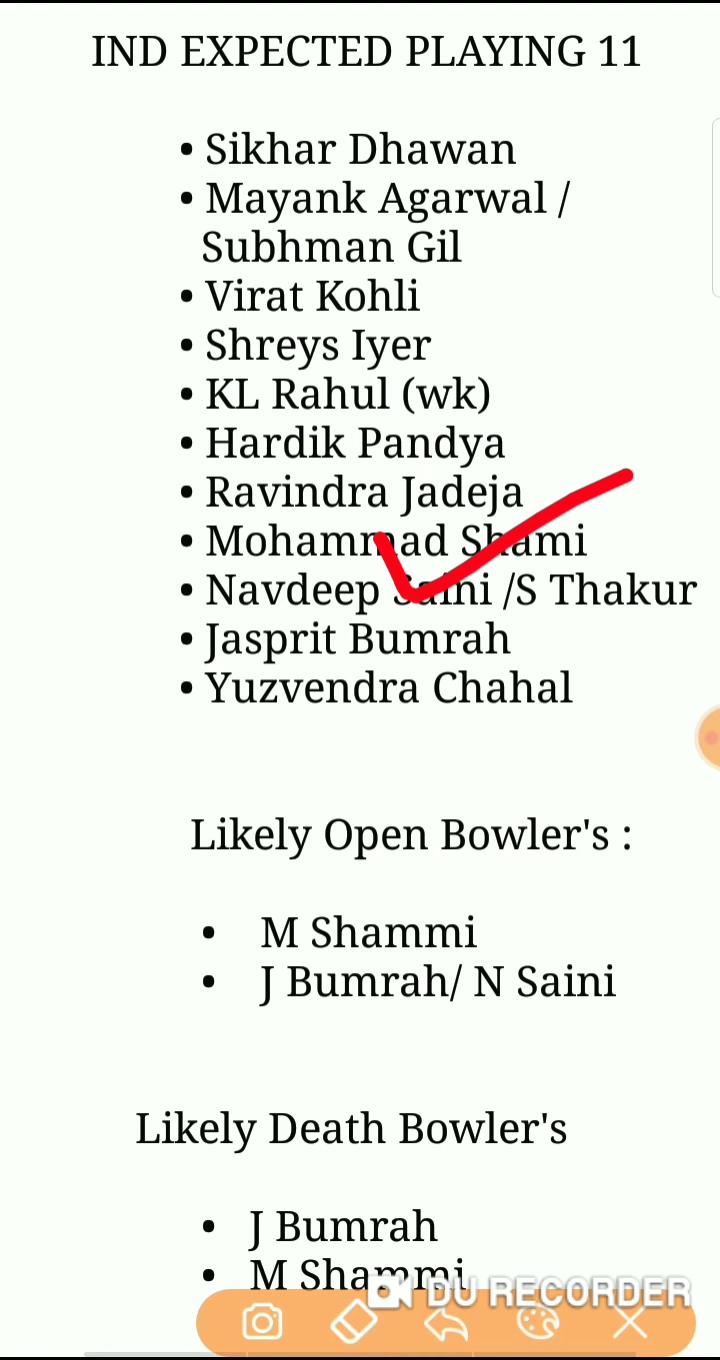 IND EXPECTED PLAYING 11
• Sikhar Dhawan
• Mayank Agarwal /
Subhman Gil
• Virat Kohli
• Shreys Iyer
• KL Rahul (wk)
• Hardik Pandya
• Ravindra Jadeja
• Mohammad Shami
• Navdeep Saini /S Thakur
• Jasprit Bumrah
• Yuzvendra Chahal
Likely Open Bowler's :
• M Shammi
• J Bumrah/ N Saini
Likely Death Bowler's
• J Bumrah
• M Shammi
DU RECORDER